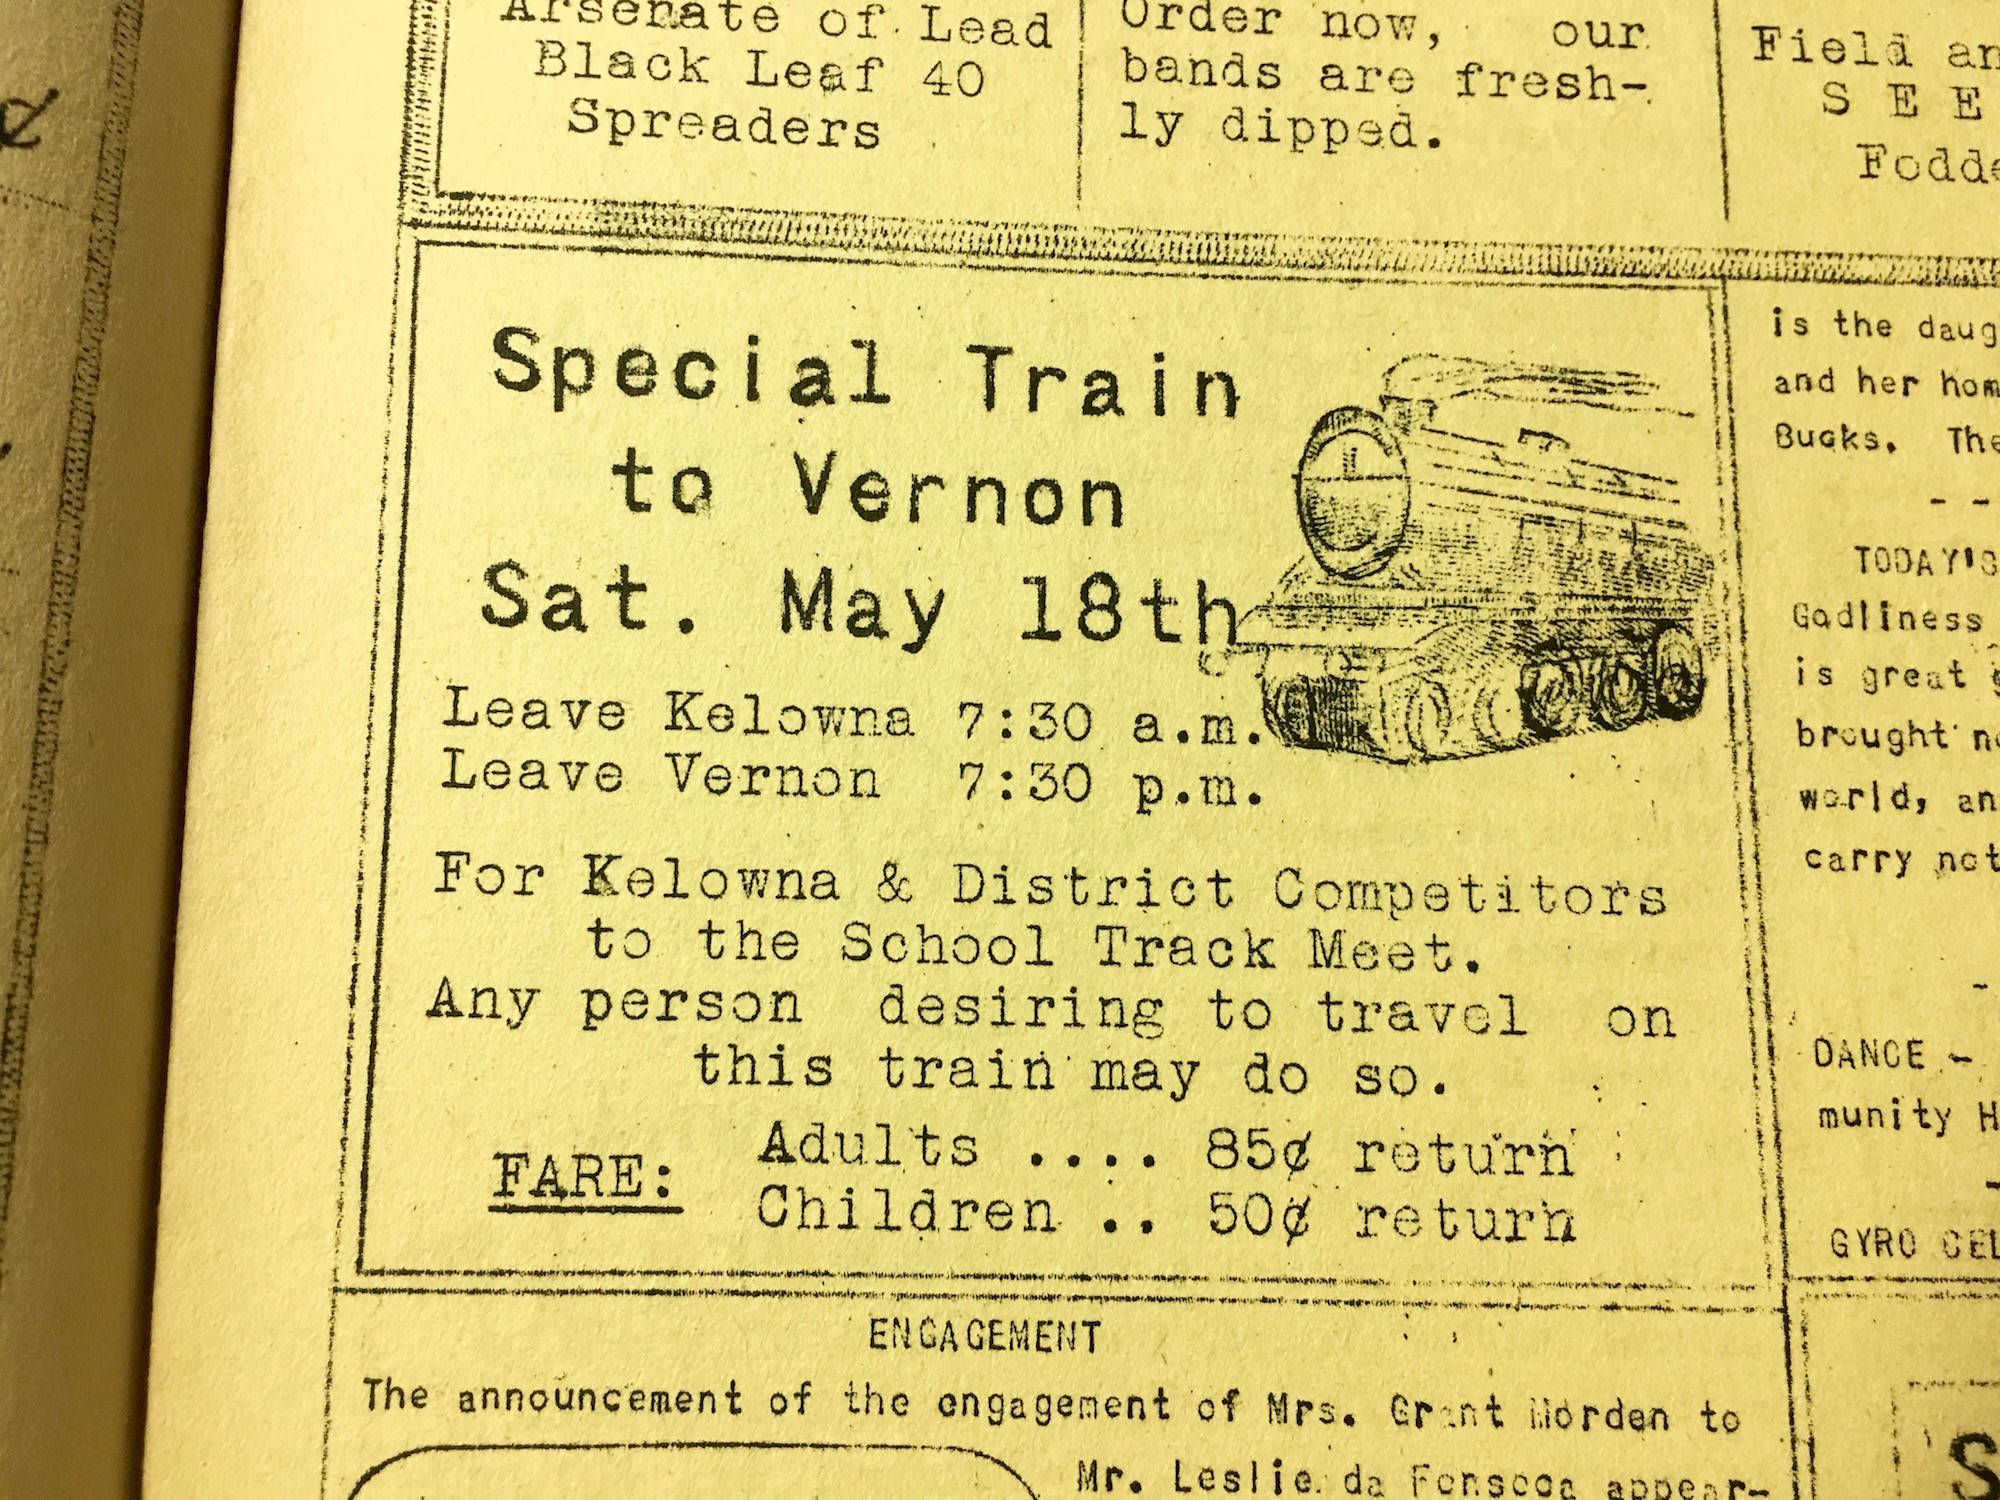 Arsenate of Lead
Black Leaf 40
Spreaders
Order now, our
bands are fresh-
ly dipped.
Field an
SEE
Fodde
Special Train
to Vernon
Sat. May 18th
Leave Kelowna 7:30 a.m.
Leave Vernon 7:30 p.m.
For Kelowna & District Competitors
to the School Track Meet.
Any person desiring to travel on
this train may do so.
FARE:
Adults .... 85¢ return
Children .. 50¢ return
is the daug
and her hom
Bucks. The
- -
TODAY'S
Godliness
is great
brought no
world, an
carry not
-
DANCE -
munity H
-
GYRO CEL
ENGAGEMENT
The announcement of the engagement of Mrs. Grant Morden to
Mr. Leslie da Fonseca appear-
S
¢